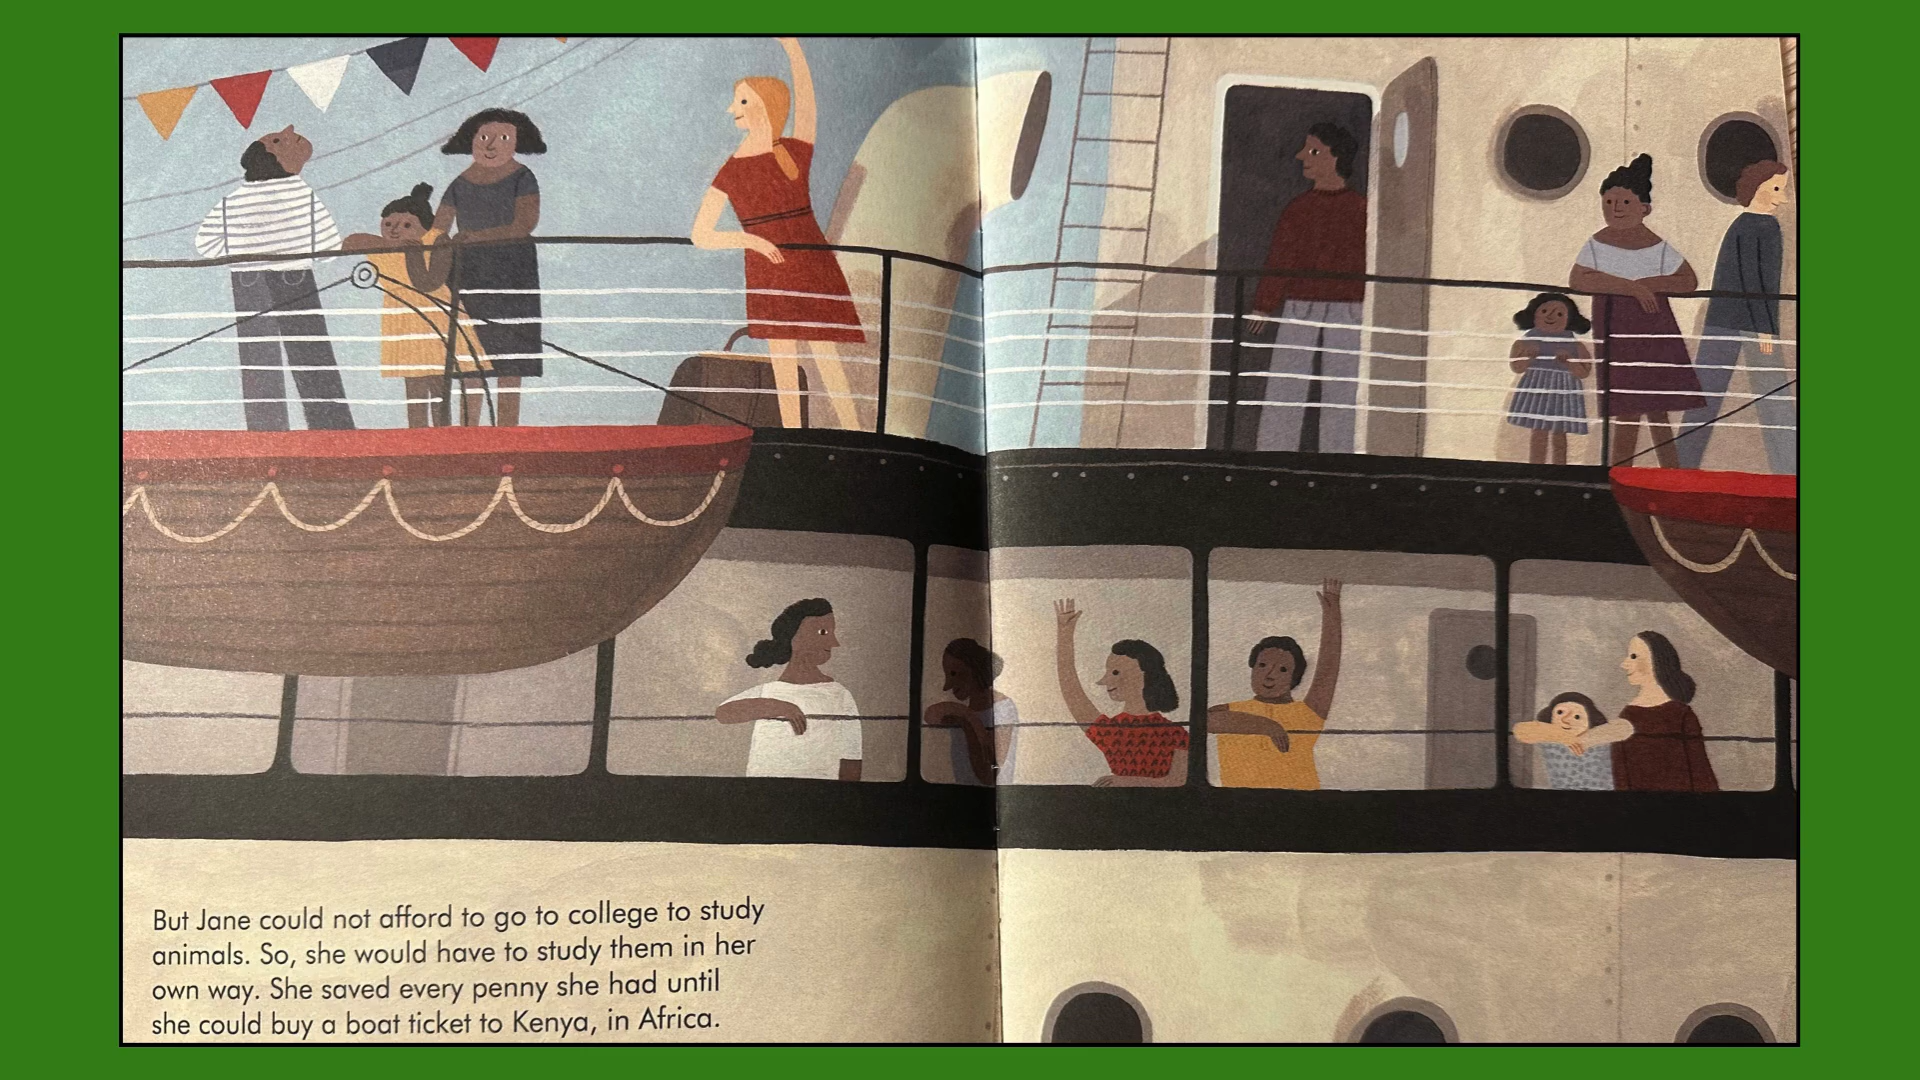 But Jane could not afford to go to college to study
animals. So, she would have to study them in her
own way. She saved every penny she had until
she could buy a boat ticket to Kenya, in Africa.